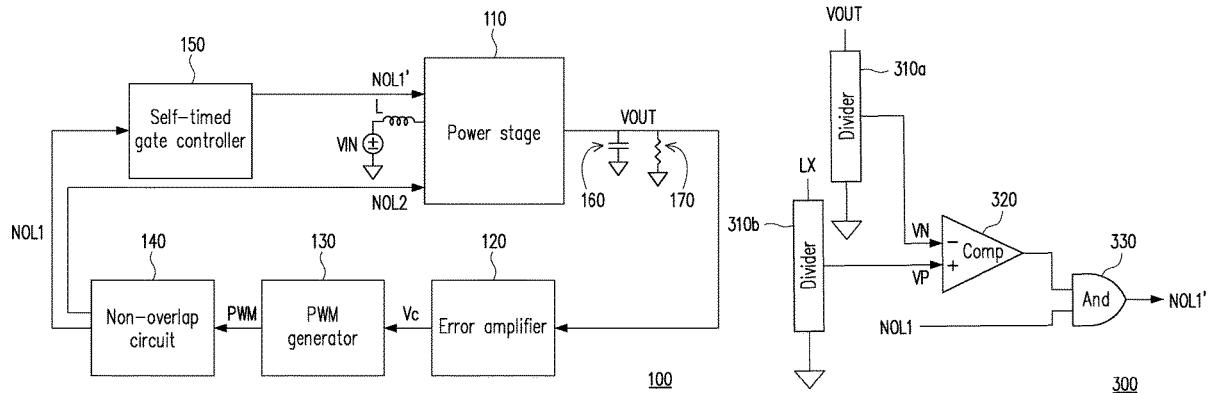 150
Self-timed
gate controller
NOL1'
L
VIN
110
Power stage
VOUT
160
170
NOL2
NOL1
140
Non-overlap
circuit
PWM
130
PWM
generator
Vc
120
Error amplifier
100
VOUT
310a
Divider
LX
310b
Divider
VN
VP
320
Comp
330
And
NOL1
NOL1'
300